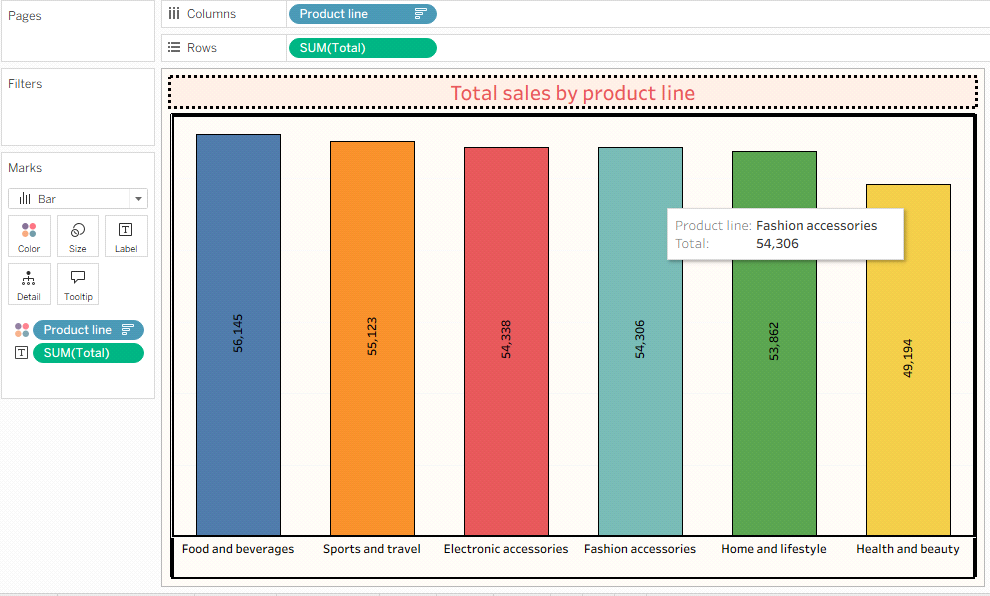 Pages
Columns
Product line
Rows
SUM(Total)
Filters
Marks
Bar
Color
Size
Label
Detail
Tooltip
Product line
SUM(Total)
Total sales by product line
56,145
55,123
54,338
54,306
53,862
49,194
Product line: Fashion accessories
Total: 54,306
Food and beverages
Sports and travel
Electronic accessories
Fashion accessories
Home and lifestyle
Health and beauty